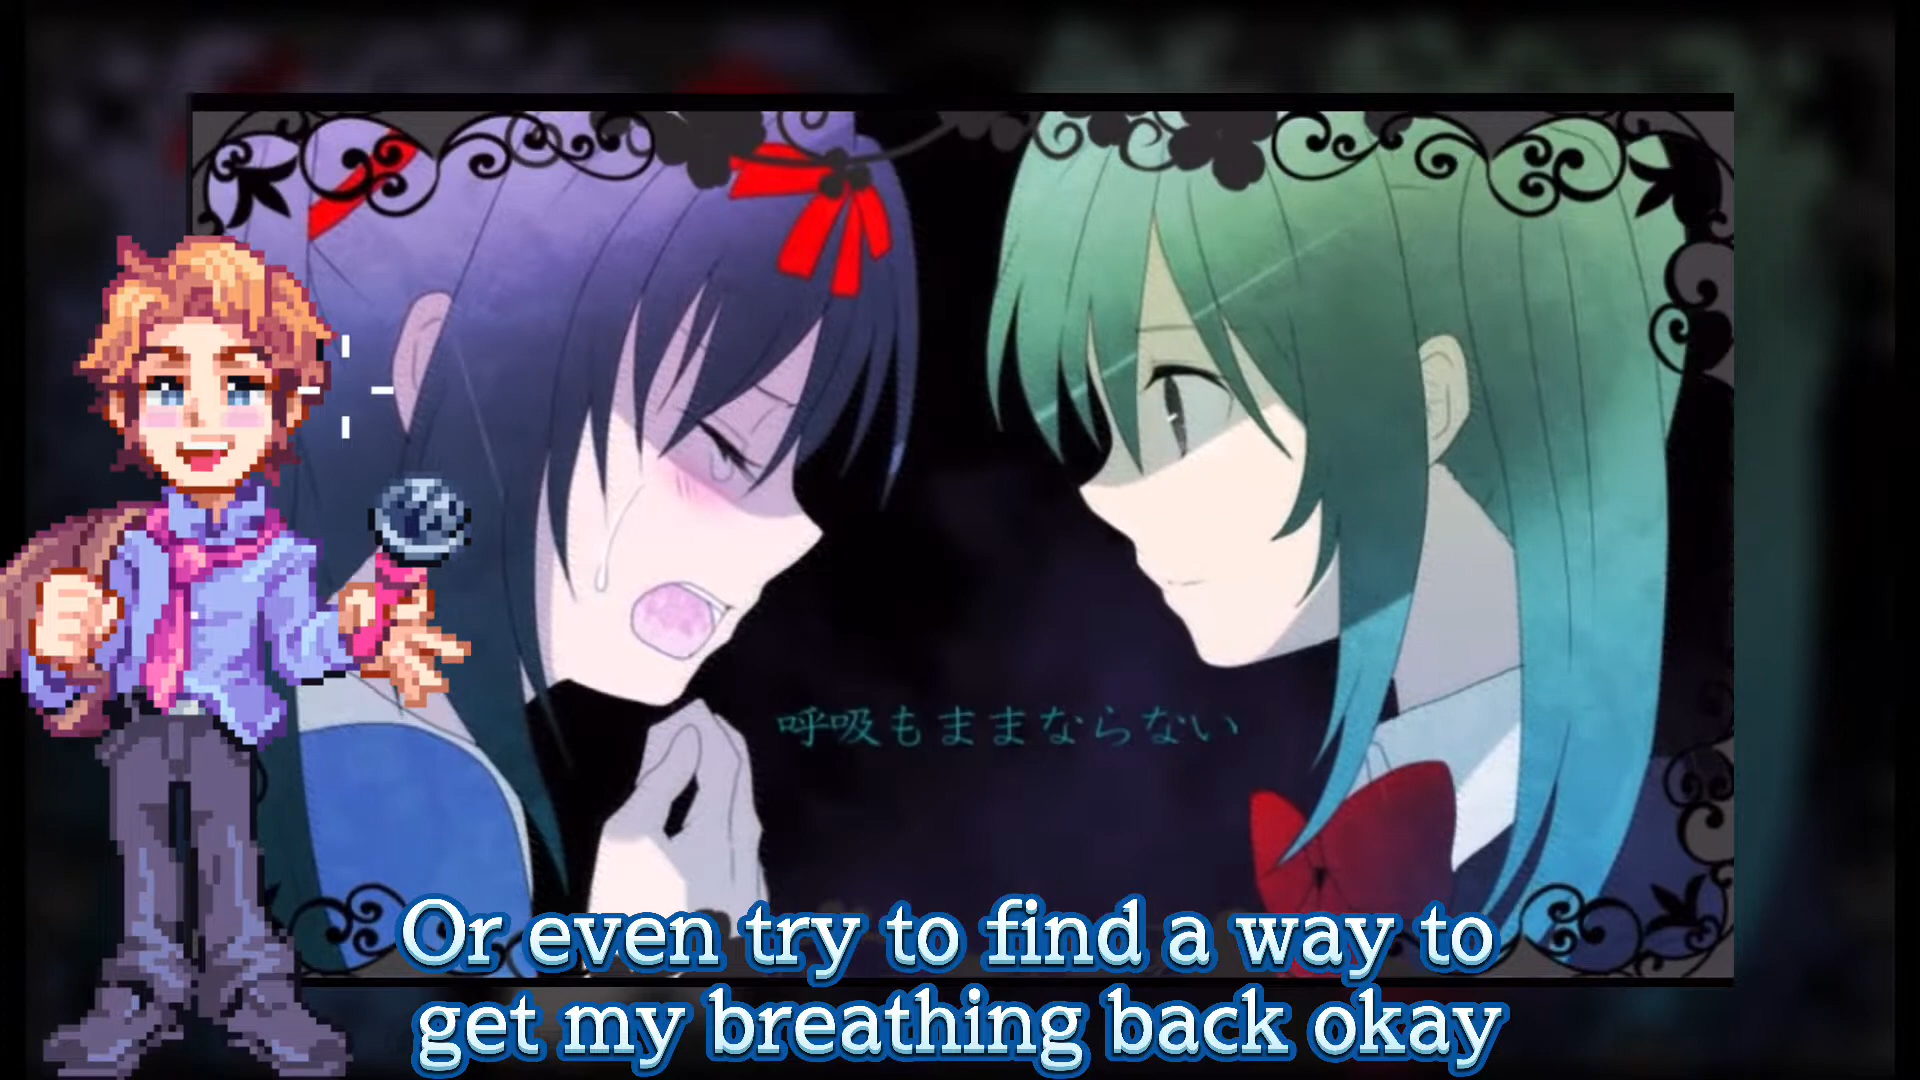 呼吸もままならない
Or even try to find a way to
get my breathing back okay